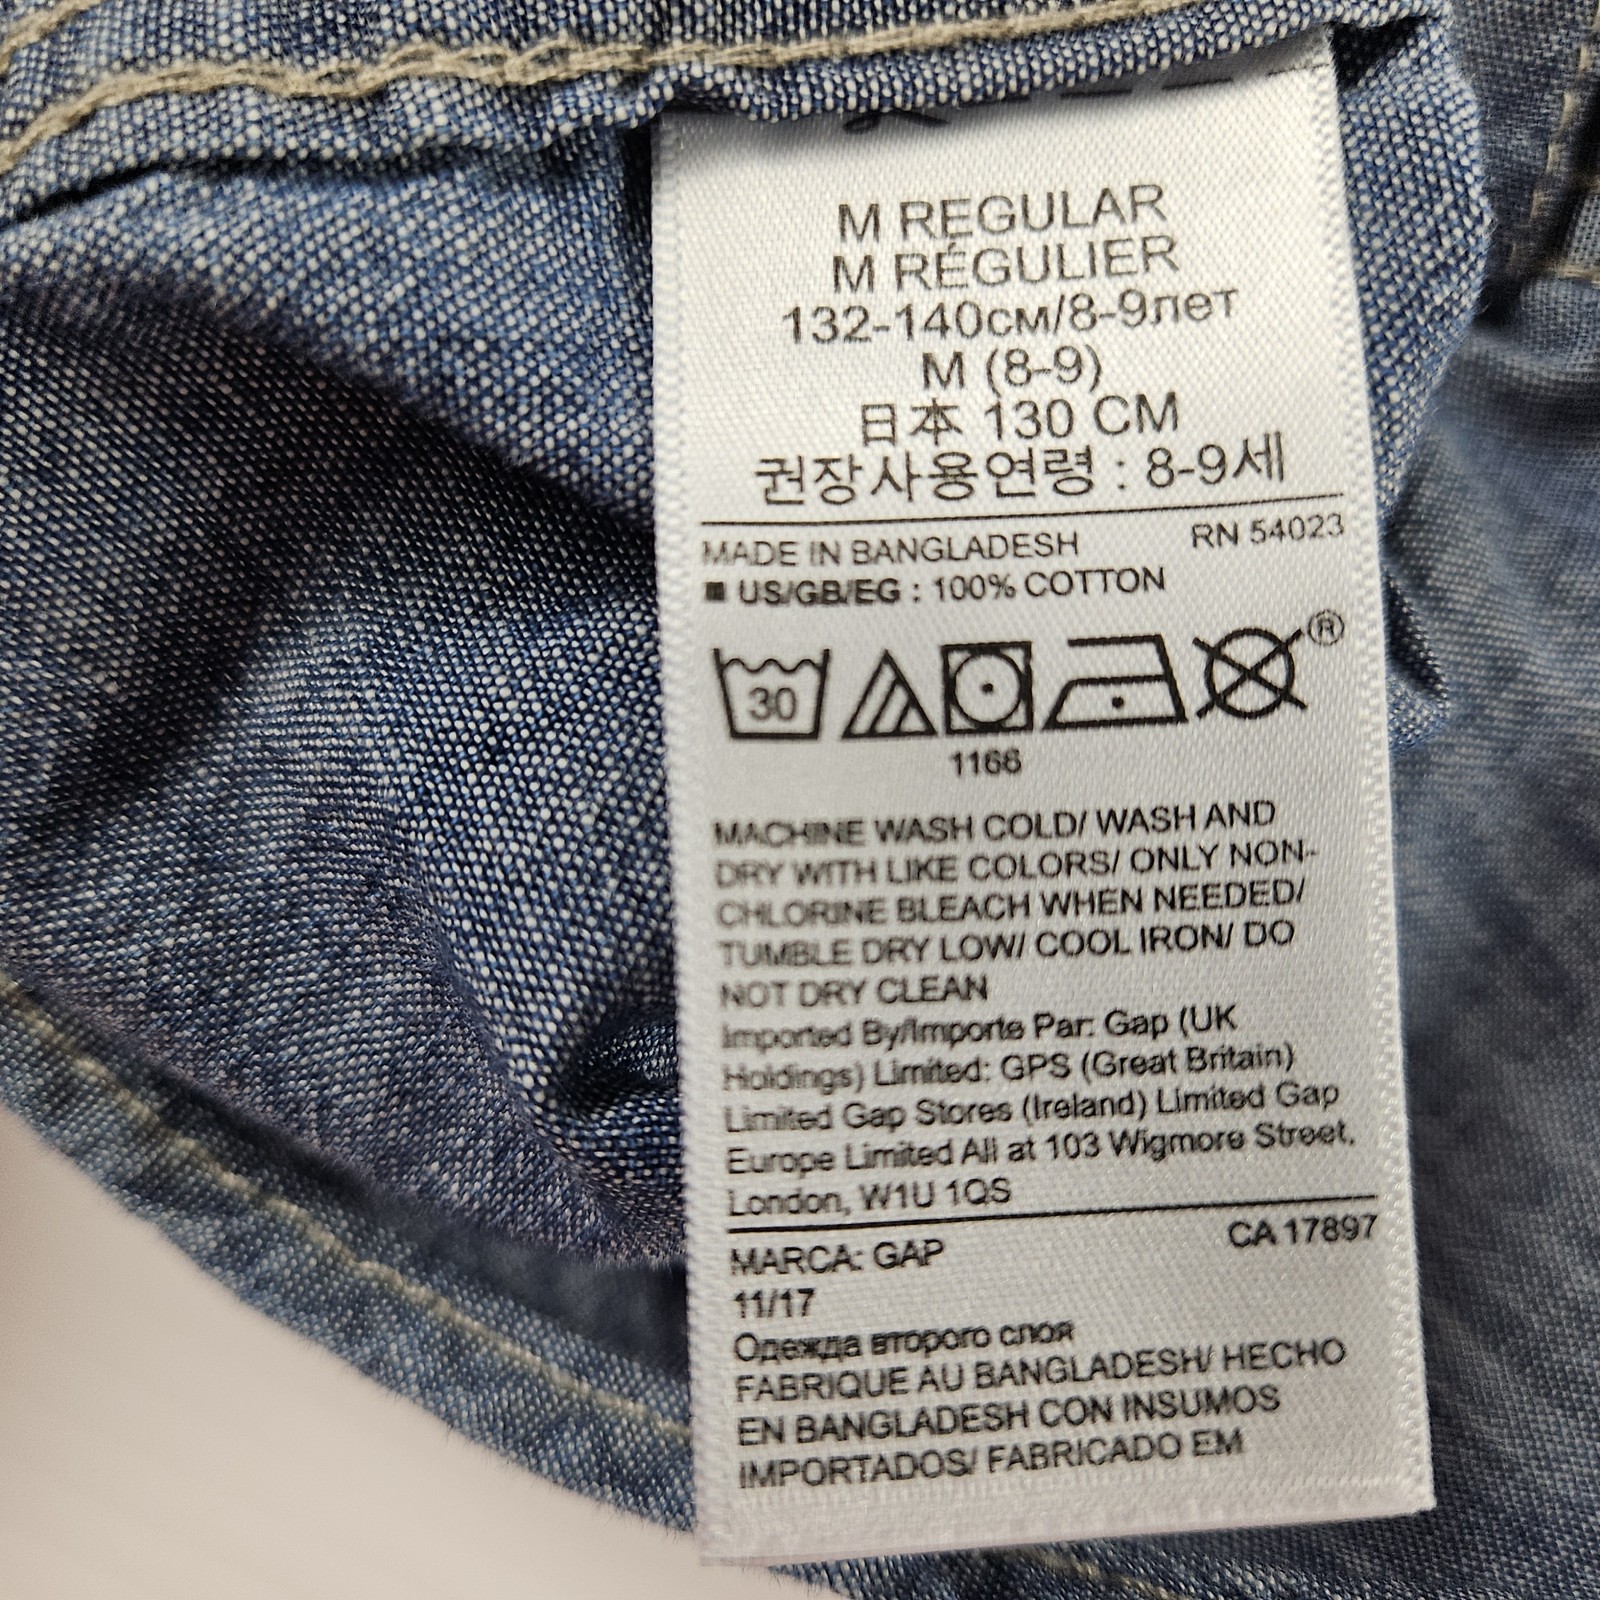 M REGULAR
M RÉGULIER
132-140см/8-9лет
M (8-9)
日本 130 CM
권장사용연령 : 8-9세
MADE IN BANGLADESH RN 54023
■ US/GB/EG : 100% COTTON
30 ®
1166
MACHINE WASH COLD/ WASH AND
DRY WITH LIKE COLORS/ ONLY NON-
CHLORINE BLEACH WHEN NEEDED/
TUMBLE DRY LOW/ COOL IRON/ DO
NOT DRY CLEAN
Imported By/Importe Par: Gap (UK
Holdings) Limited: GPS (Great Britain)
Limited Gap Stores (Ireland) Limited Gap
Europe Limited All at 103 Wigmore Street,
London, W1U 1QS
MARCA: GAP CA 17897
11/17
Одежда второго слоя
FABRIQUE AU BANGLADESH/ HECHO
EN BANGLADESH CON INSUMOS
IMPORTADOS/ FABRICADO EM